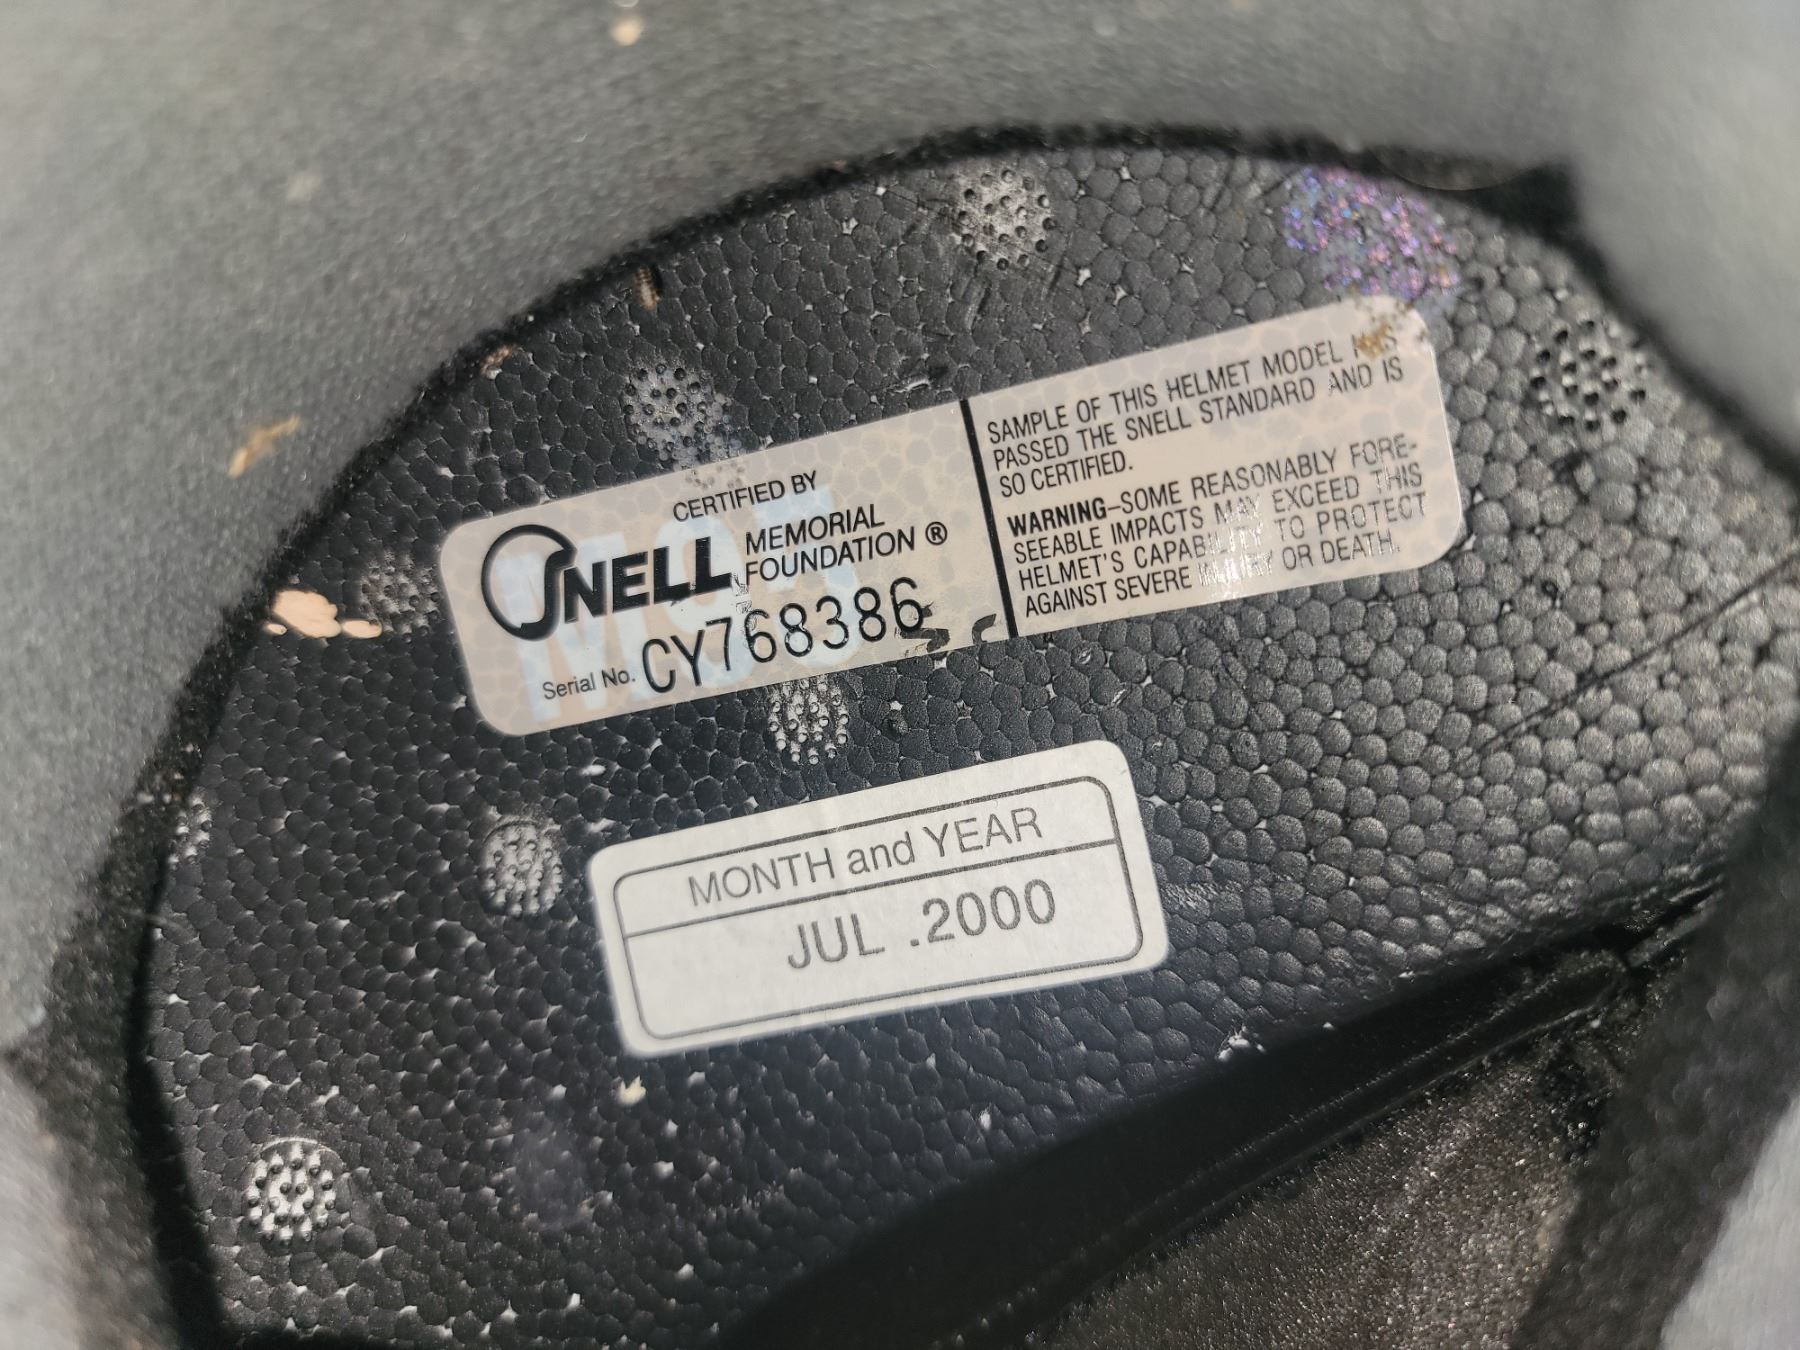 CERTIFIED BY
SNELL MEMORIAL
FOUNDATION ®
Serial No. CY768386
SAMPLE OF THIS HELMET MODEL HAS
PASSED THE SNELL STANDARD AND IS
SO CERTIFIED.
WARNING–SOME REASONABLY FORE-
SEEABLE IMPACTS MAY EXCEED THIS
HELMET'S CAPABILITY TO PROTECT
AGAINST SEVERE INJURY OR DEATH.
MONTH and YEAR
JUL .2000